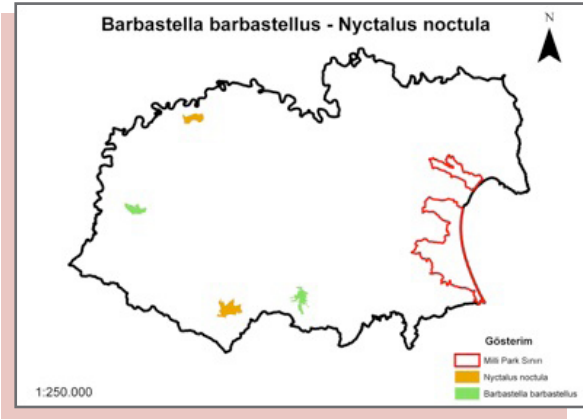 Barbastella barbastellus - Nyctalus noctula
N
Gösterim
Milli Park Sınırı
Nyctalus noctula
Barbastella barbastellus
1:250.000